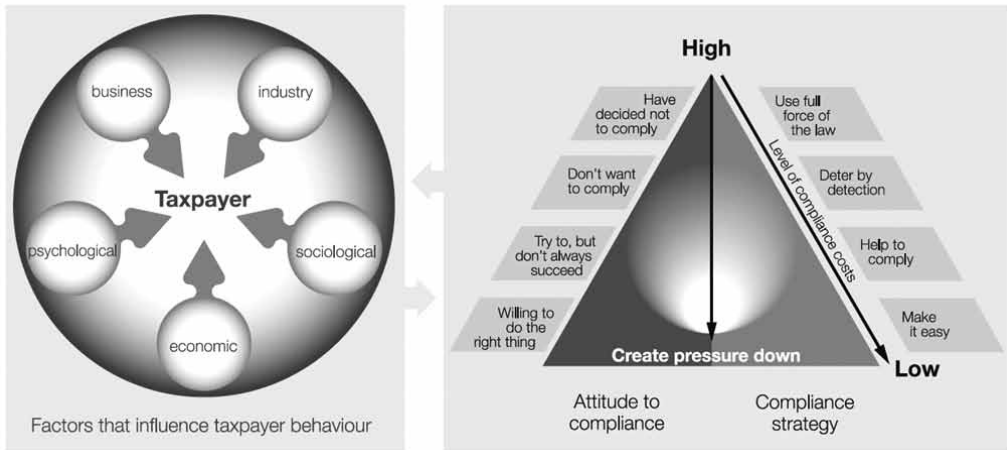 business
industry
Taxpayer
psychological
sociological
economic
Factors that influence taxpayer behaviour
High
Have
decided not
to comply
Use full
force of
the law
Don't want
to comply
Deter by
detection
Try to, but
don't always
succeed
Help to
comply
Willing to
do the
right thing
Make
it easy
Level of compliance costs
Create pressure down
Low
Attitude to
compliance
Compliance
strategy